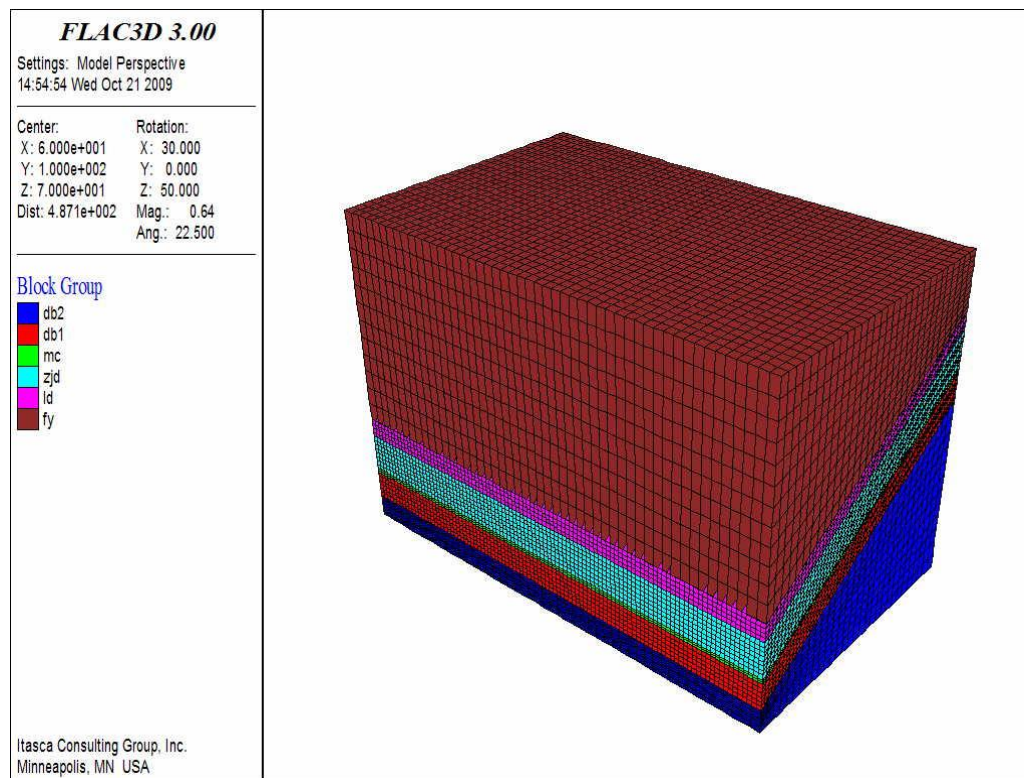 FLAC3D 3.00
Settings: Model Perspective
14:54:54 Wed Oct 21 2009
Center: Rotation:
X: 6.000e+001 X: 30.000
Y: 1.000e+002 Y: 0.000
Z: 7.000e+001 Z: 50.000
Dist: 4.871e+002 Mag.: 0.64
Ang.: 22.500
Block Group
db2
db1
mc
zjd
ld
fy
Itasca Consulting Group, Inc.
Minneapolis, MN USA